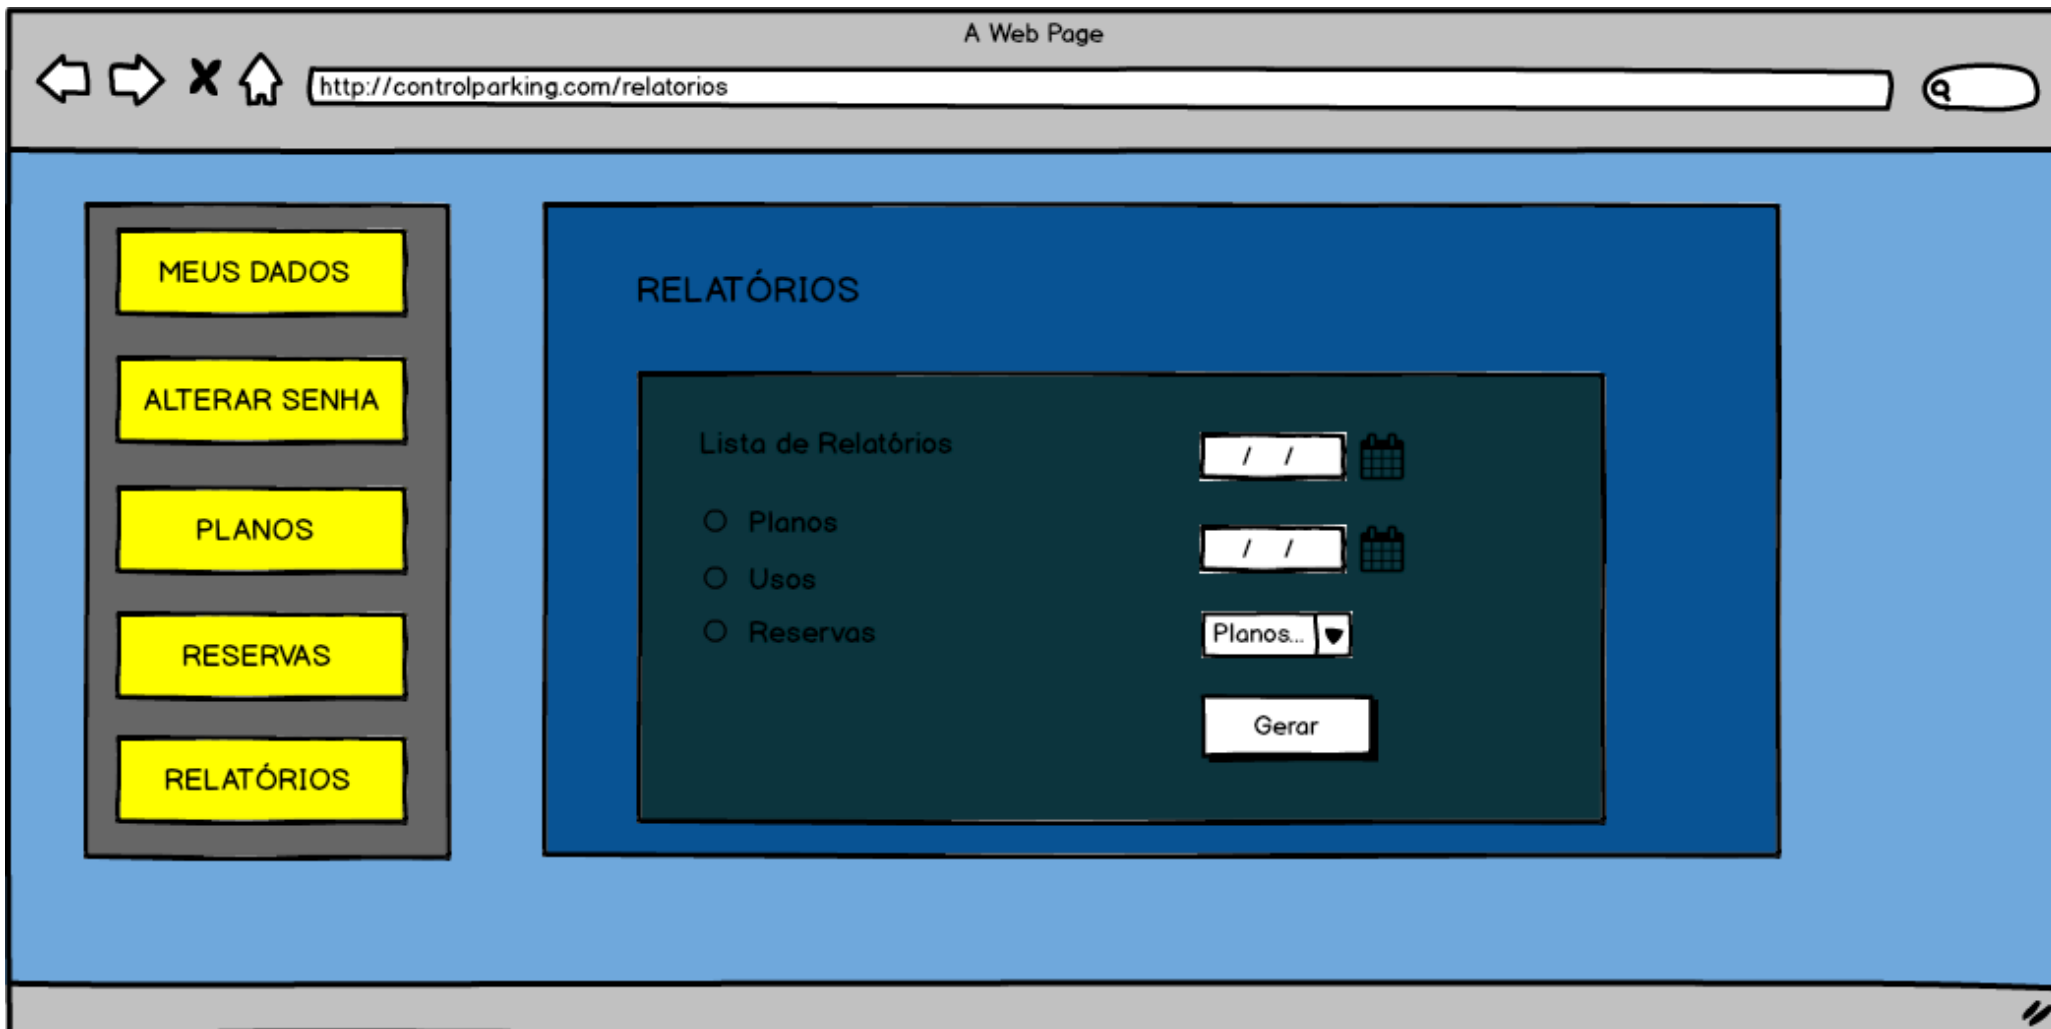 A Web Page
http://controlparking.com/relatorios
MEUS DADOS
ALTERAR SENHA
PLANOS
RESERVAS
RELATÓRIOS
RELATÓRIOS
Lista de Relatórios
Planos
Usos
Reservas
/ /
/ /
Planos...
Gerar